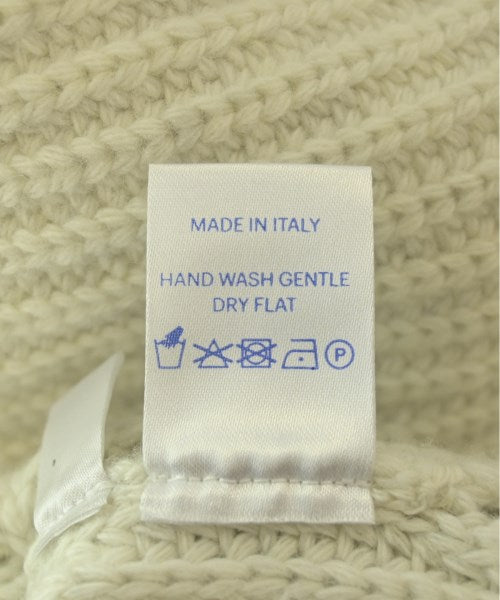 MADE IN ITALY
HAND WASH GENTLE
DRY FLAT
P